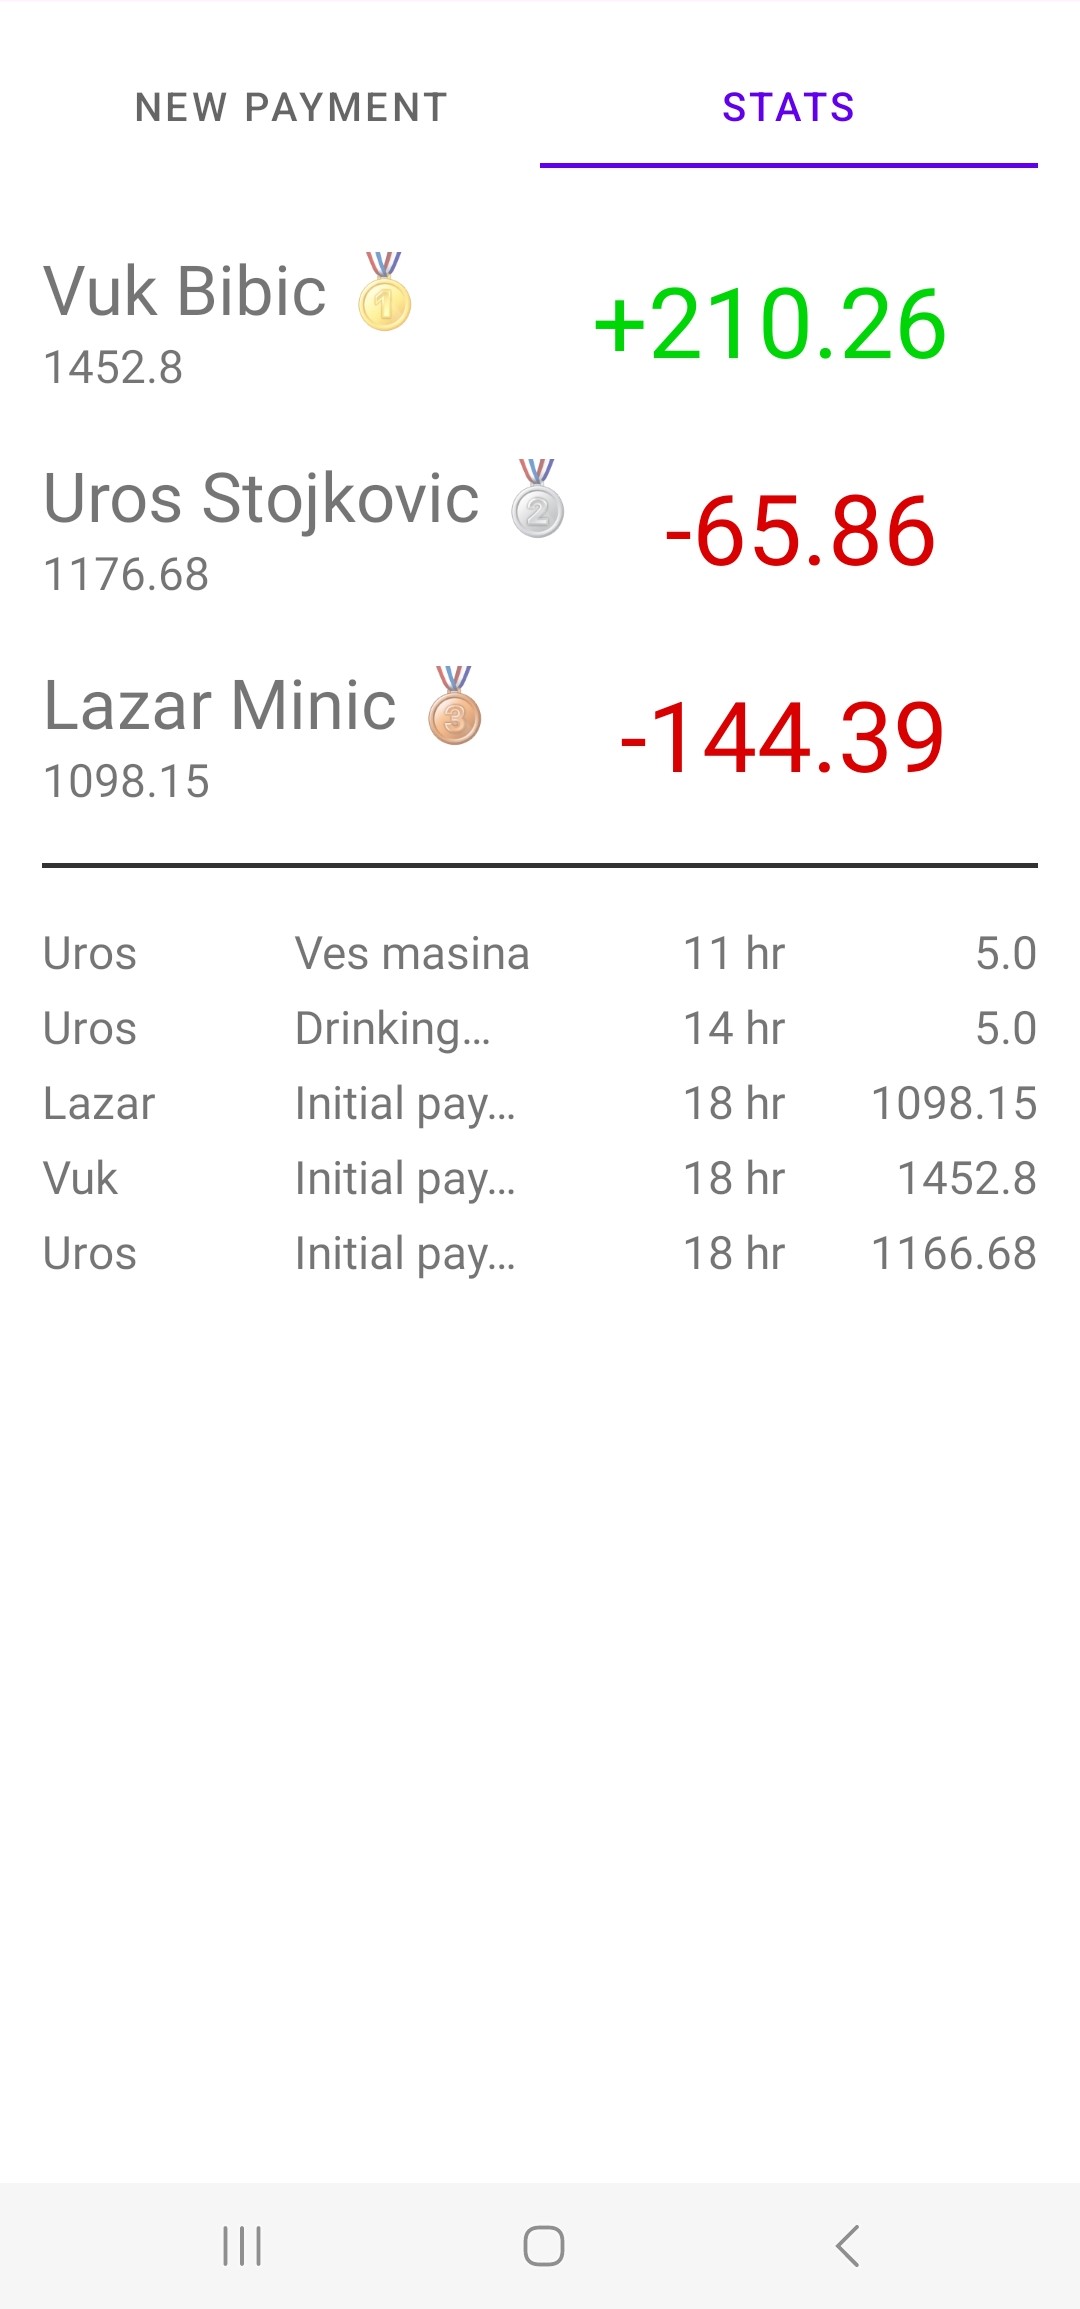 NEW PAYMENT STATS
Vuk Bibic 🥇 +210.26
1452.8
Uros Stojkovic 🥈 -65.86
1176.68
Lazar Minic 🥉 -144.39
1098.15
Uros Ves masina 11 hr 5.0
Uros Drinking... 14 hr 5.0
Lazar Initial pay... 18 hr 1098.15
Vuk Initial pay... 18 hr 1452.8
Uros Initial pay... 18 hr 1166.68